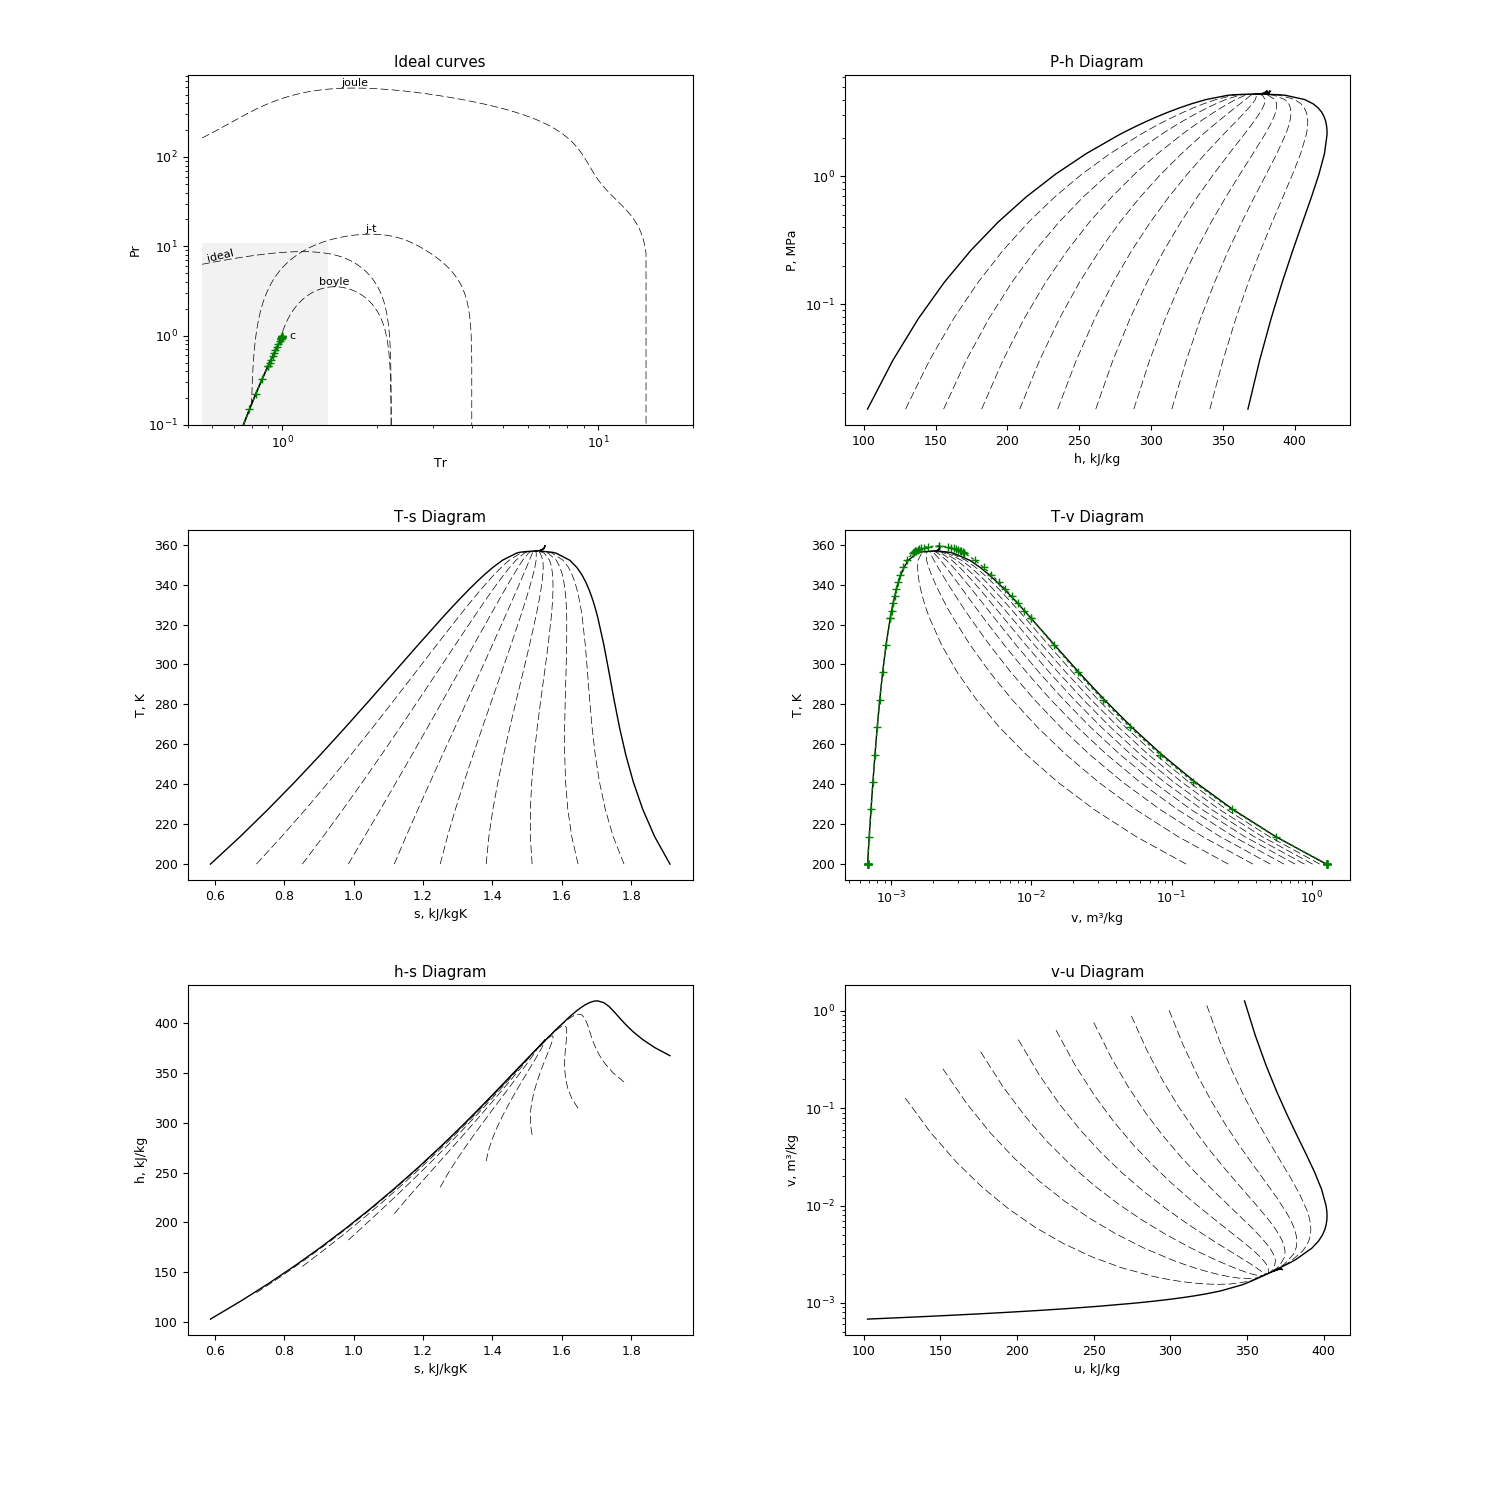 Ideal curves
joule
j-t
ideal
boyle
c
10² 10¹ 10⁰ 10⁻¹
Pr
10⁰ 10¹
Tr
P-h Diagram
10⁰ 10⁻¹
P, MPa
100 150 200 250 300 350 400
h, kJ/kg
T-s Diagram
360 340 320 300 280 260 240 220 200
T, K
0.6 0.8 1.0 1.2 1.4 1.6 1.8
s, kJ/kgK
T-v Diagram
360 340 320 300 280 260 240 220 200
T, K
10⁻³ 10⁻² 10⁻¹ 10⁰
v, m³/kg
h-s Diagram
400 350 300 250 200 150 100
h, kJ/kg
0.6 0.8 1.0 1.2 1.4 1.6 1.8
s, kJ/kgK
v-u Diagram
10⁰ 10⁻¹ 10⁻² 10⁻³
v, m³/kg
100 150 200 250 300 350 400
u, kJ/kg